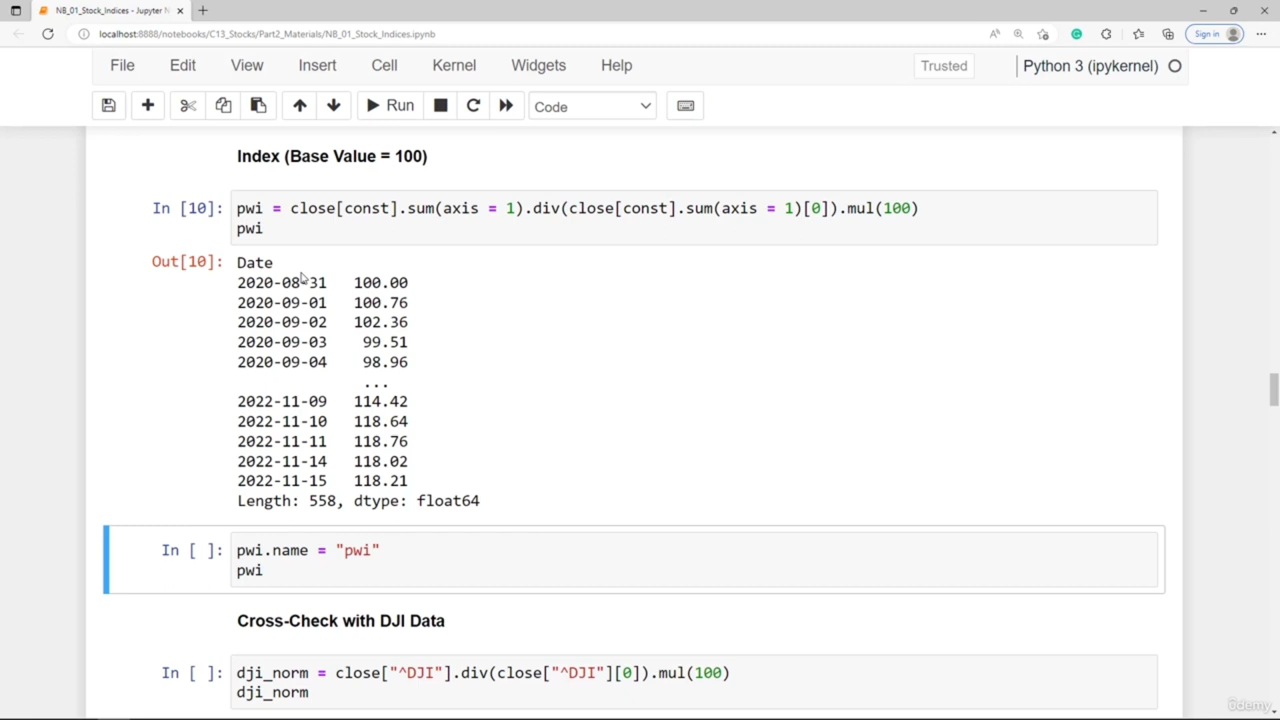 NB_01_Stock_Indices - Jupyter N
localhost:8888/notebooks/C13_Stocks/Part2_Materials/NB_01_Stock_Indices.ipynb
Sign in
File Edit View Insert Cell Kernel Widgets Help
Trusted
Python 3 (ipykernel)
Run
Code
Index (Base Value = 100)
In [10]: pwi = close[const].sum(axis = 1).div(close[const].sum(axis = 1)[0]).mul(100)
pwi
Out[10]: Date
2020-08-31 100.00
2020-09-01 100.76
2020-09-02 102.36
2020-09-03 99.51
2020-09-04 98.96
...
2022-11-09 114.42
2022-11-10 118.64
2022-11-11 118.76
2022-11-14 118.02
2022-11-15 118.21
Length: 558, dtype: float64
In [ ]: pwi.name = "pwi"
pwi
Cross-Check with DJI Data
In [ ]: dji_norm = close["^DJI"].div(close["^DJI"][0]).mul(100)
dji_norm
ûdemy